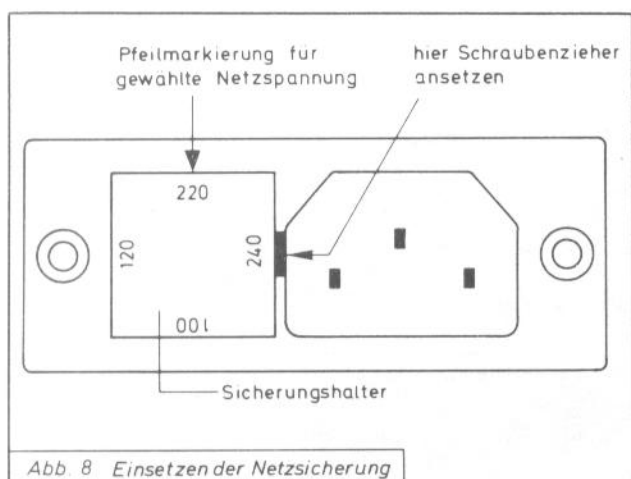 Pfeilmarkierung für
gewählte Netzspannung
hier Schraubenzieher
ansetzen
220
120
240
100
Sicherungshalter
Abb. 8 Einsetzen der Netzsicherung